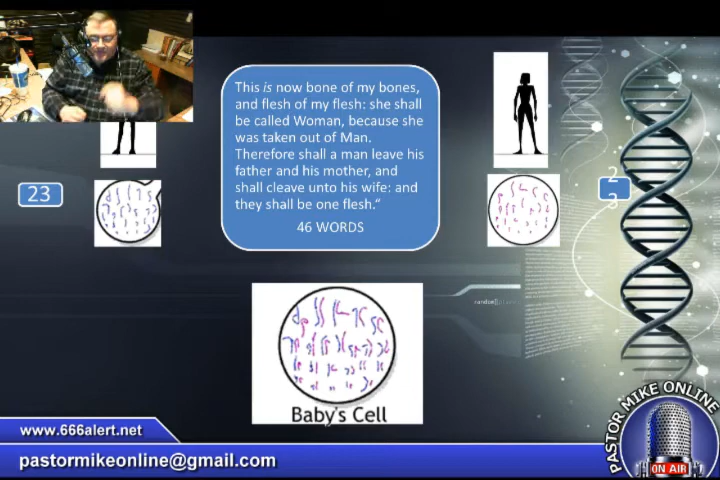 This is now bone of my bones,
and flesh of my flesh: she shall
be called Woman, because she
was taken out of Man.
Therefore shall a man leave his
father and his mother, and
shall cleave unto his wife: and
they shall be one flesh.“
46 WORDS
23
2
3
Baby's Cell
www.666alert.net
pastormikeonline@gmail.com
PASTOR MIKE ONLINE
ON AIR